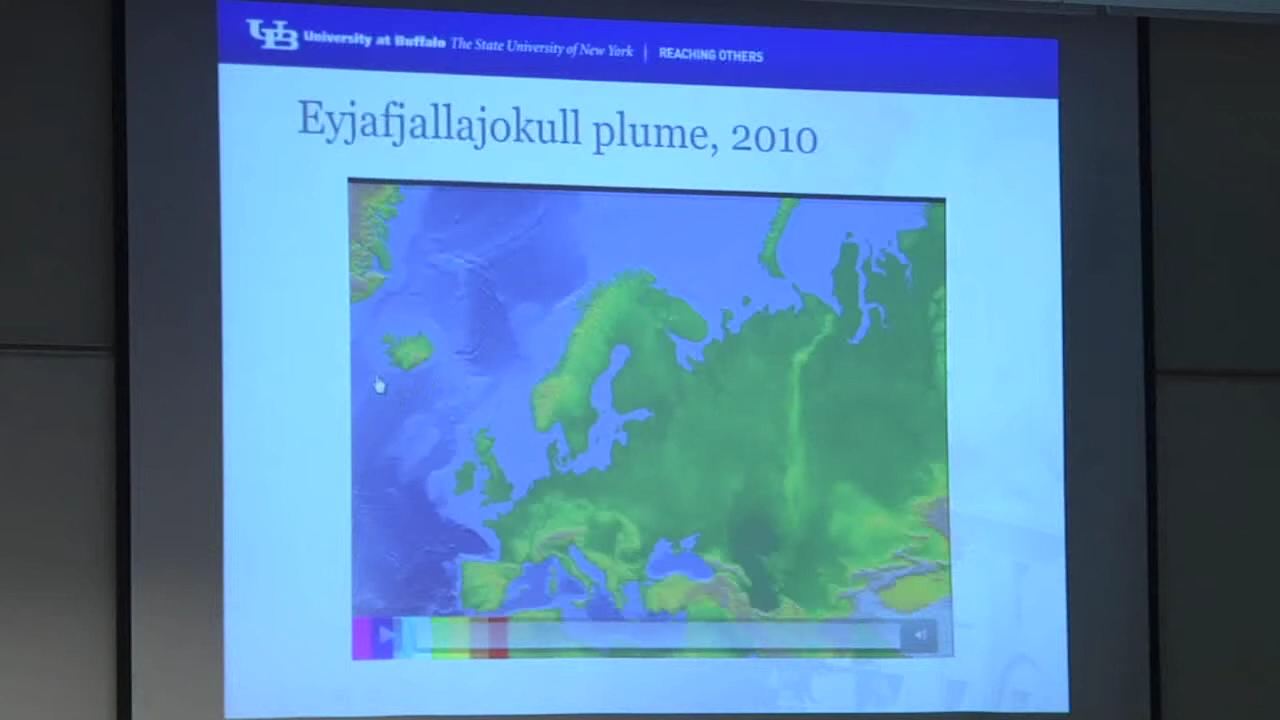 UB University at Buffalo The State University of New York | REACHING OTHERS
Eyjafjallajokull plume, 2010